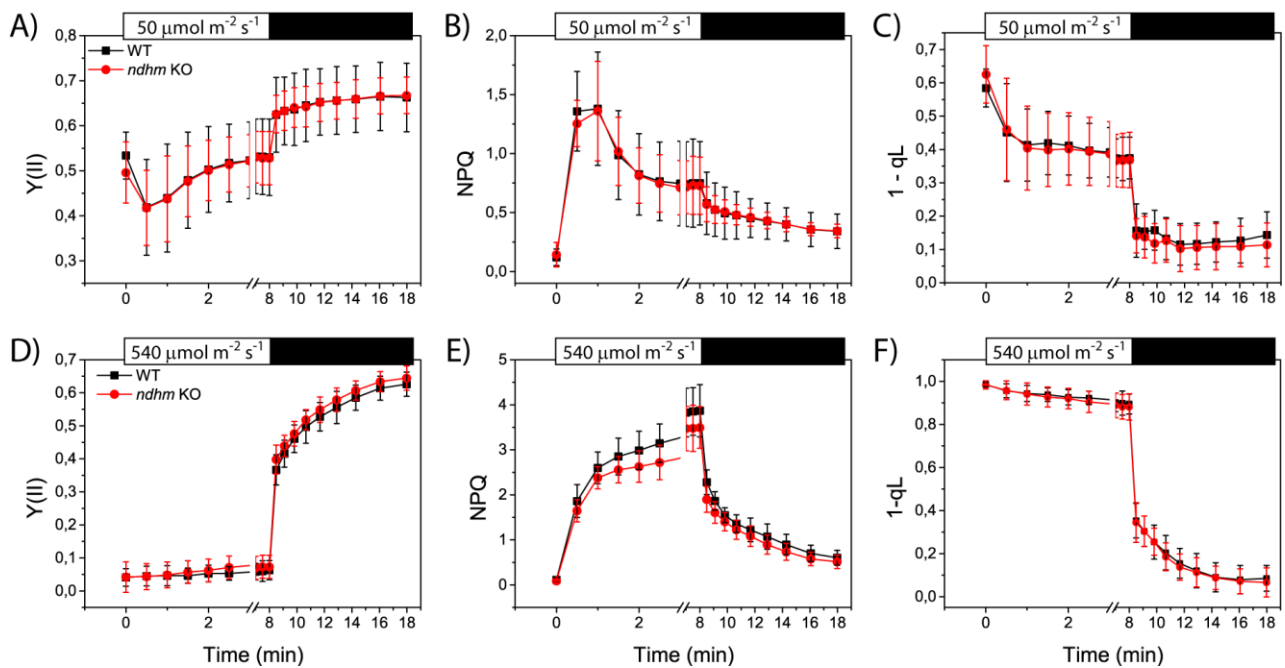 A) 50 μmol m⁻² s⁻¹
WT
ndhm KO
Y(II)
0,8
0,7
0,6
0,5
0,4
0,3
0 2 8 10 12 14 16 18
B) 50 μmol m⁻² s⁻¹
NPQ
2,0
1,5
1,0
0,5
0,0
0 2 8 10 12 14 16 18
C) 50 μmol m⁻² s⁻¹
1 - qL
0,7
0,6
0,5
0,4
0,3
0,2
0,1
0,0
0 2 8 10 12 14 16 18
D) 540 μmol m⁻² s⁻¹
WT
ndhm KO
Y(II)
0,7
0,6
0,5
0,4
0,3
0,2
0,1
0,0
0 2 8 10 12 14 16 18
Time (min)
E) 540 μmol m⁻² s⁻¹
NPQ
5
4
3
2
1
0
0 2 8 10 12 14 16 18
Time (min)
F) 540 μmol m⁻² s⁻¹
1-qL
1,0
0,8
0,6
0,4
0,2
0,0
0 2 8 10 12 14 16 18
Time (min)